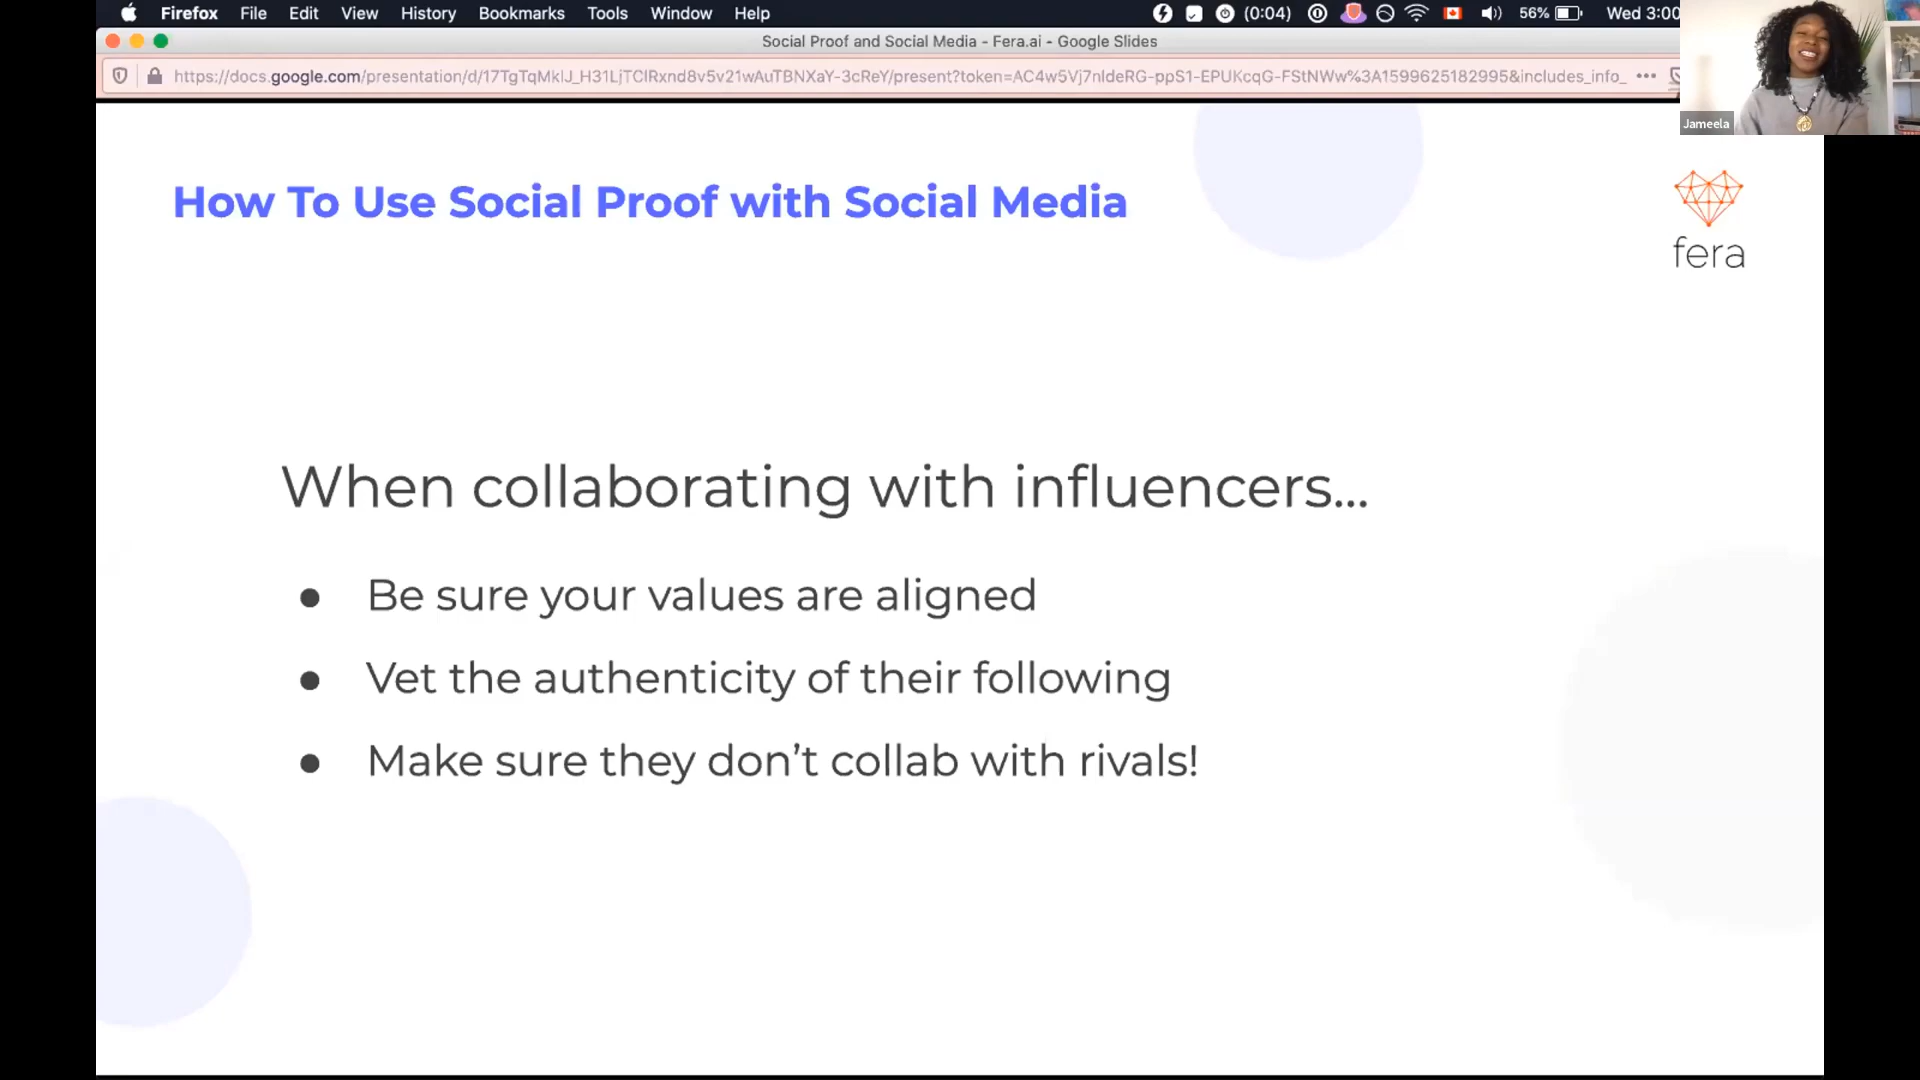 Firefox File Edit View History Bookmarks Tools Window Help (0:04) 56% Wed 3:00
Social Proof and Social Media - Fera.ai - Google Slides
https://docs.google.com/presentation/d/17TgTqMkIJ_H31LjTCIRxnd8v5v21wAuTBNXaY-3cReY/present?token=AC4w5Vj7nIdeRG-ppS1-EPUKcqG-FStNWw%3A1599625182995&includes_info_
Jameela
How To Use Social Proof with Social Media
fera
When collaborating with influencers...
● Be sure your values are aligned
● Vet the authenticity of their following
● Make sure they don't collab with rivals!